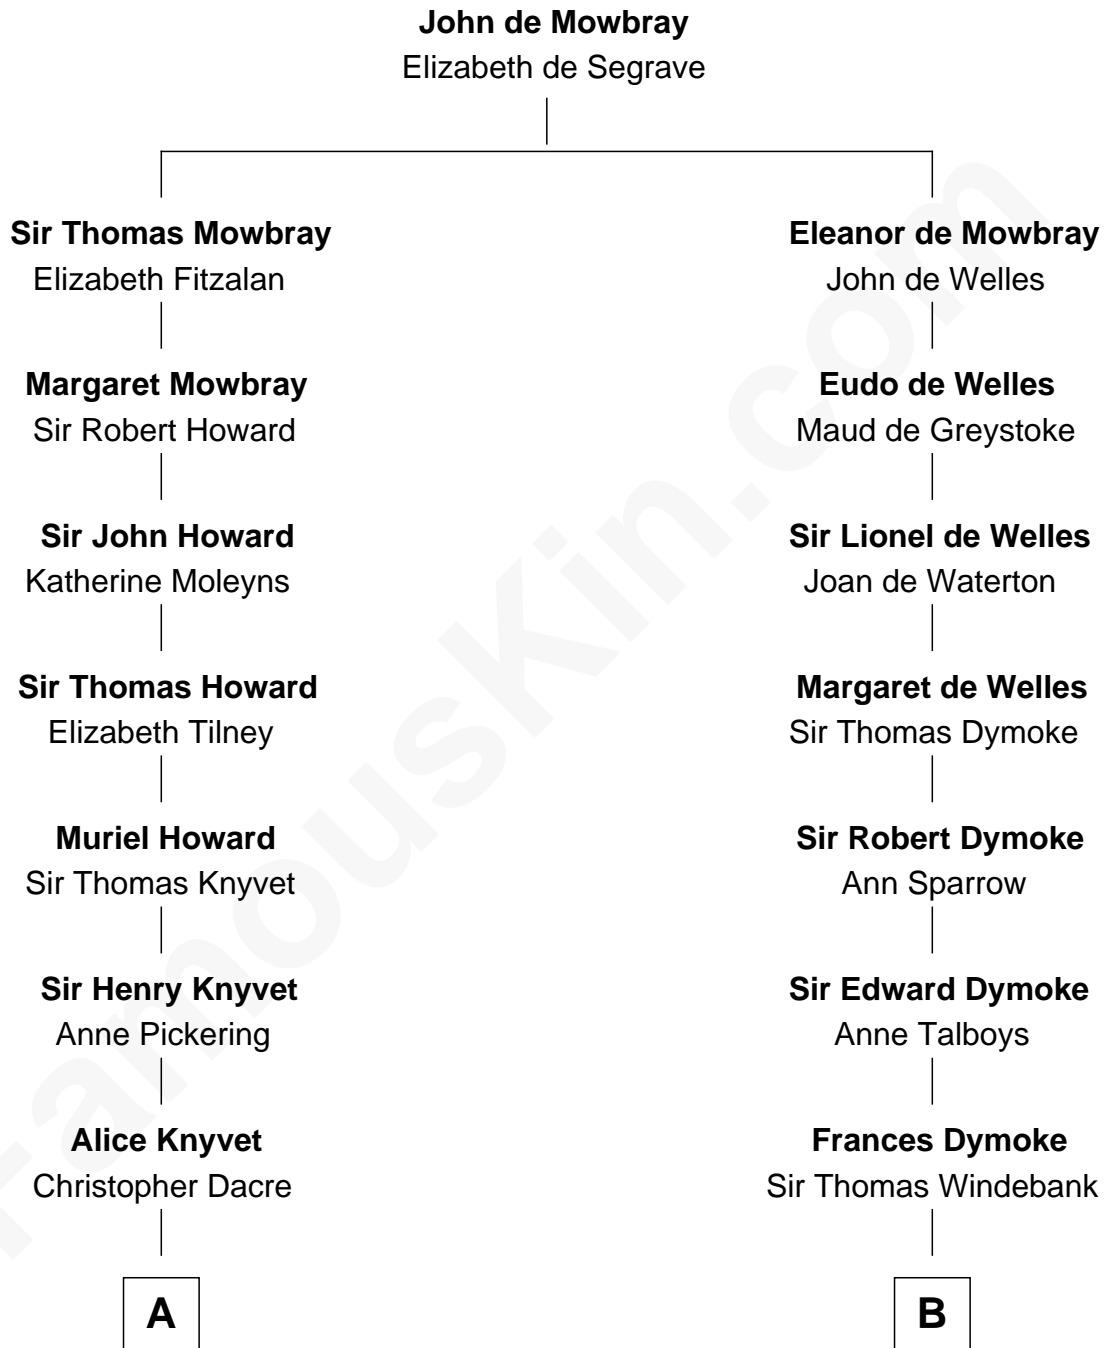 John de Mowbray
Elizabeth de Segrave
Sir Thomas Mowbray
Elizabeth Fitzalan
Eleanor de Mowbray
John de Welles
Margaret Mowbray
Sir Robert Howard
Eudo de Welles
Maud de Greystoke
Sir John Howard
Katherine Moleyns
Sir Lionel de Welles
Joan de Waterton
Sir Thomas Howard
Elizabeth Tilney
Margaret de Welles
Sir Thomas Dymoke
Muriel Howard
Sir Thomas Knyvet
Sir Robert Dymoke
Ann Sparrow
Sir Henry Knyvet
Anne Pickering
Sir Edward Dymoke
Anne Talboys
Alice Knyvet
Christopher Dacre
Frances Dymoke
Sir Thomas Windebank
A
B
FamousKin.com